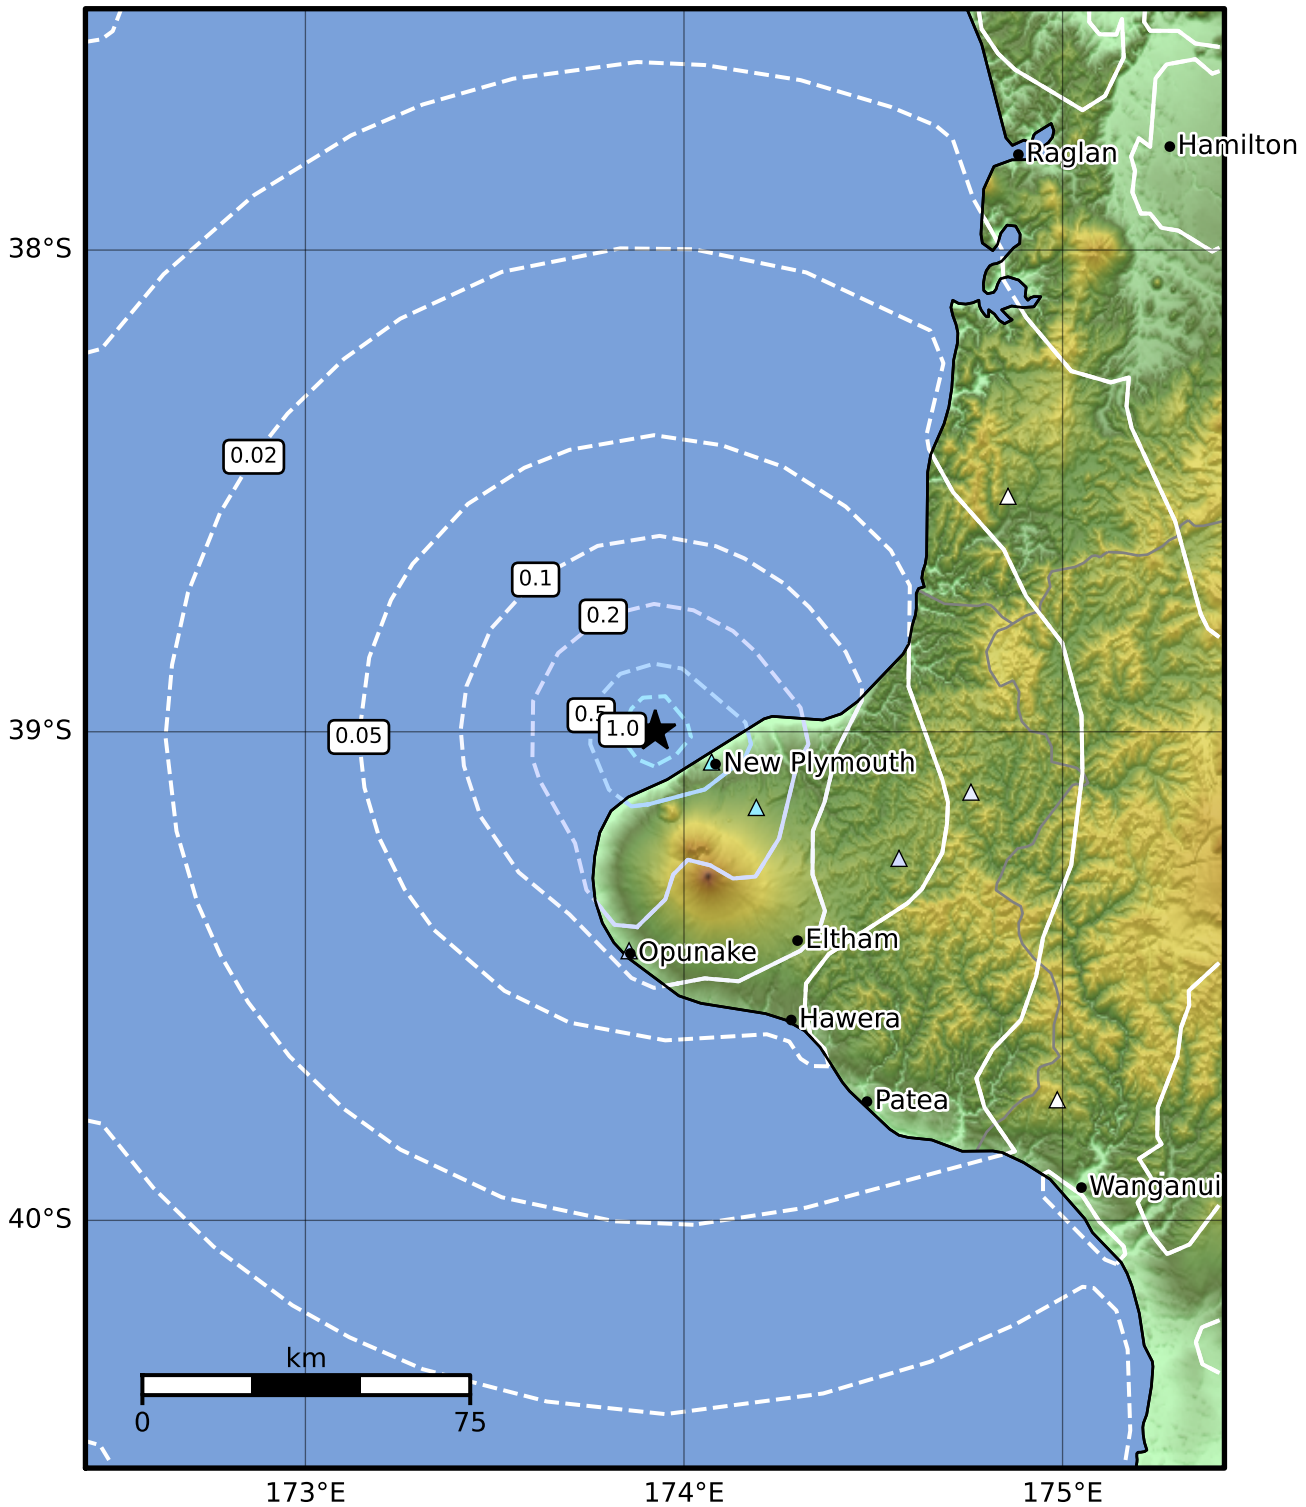 Raglan
Hamilton
38°S
0.02
0.1
0.2
0.5
1.0
0.05
39°S
New Plymouth
Opunake
Eltham
Hawera
Patea
Wanganui
40°S
km
0
75
173°E
174°E
175°E